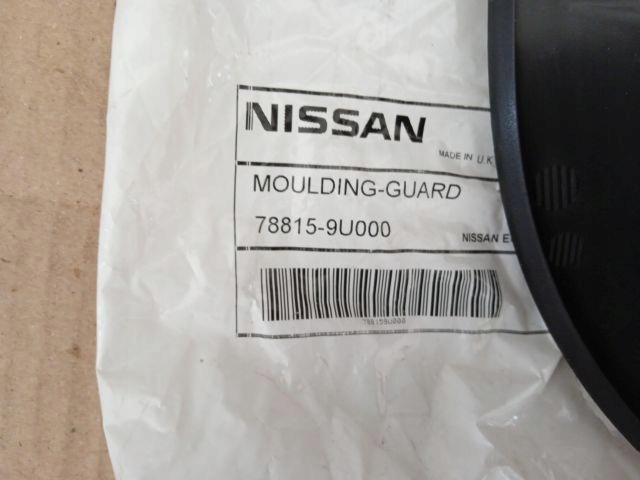 NISSAN
MADE IN U.K
MOULDING-GUARD
78815-9U000
NISSAN
788159U000